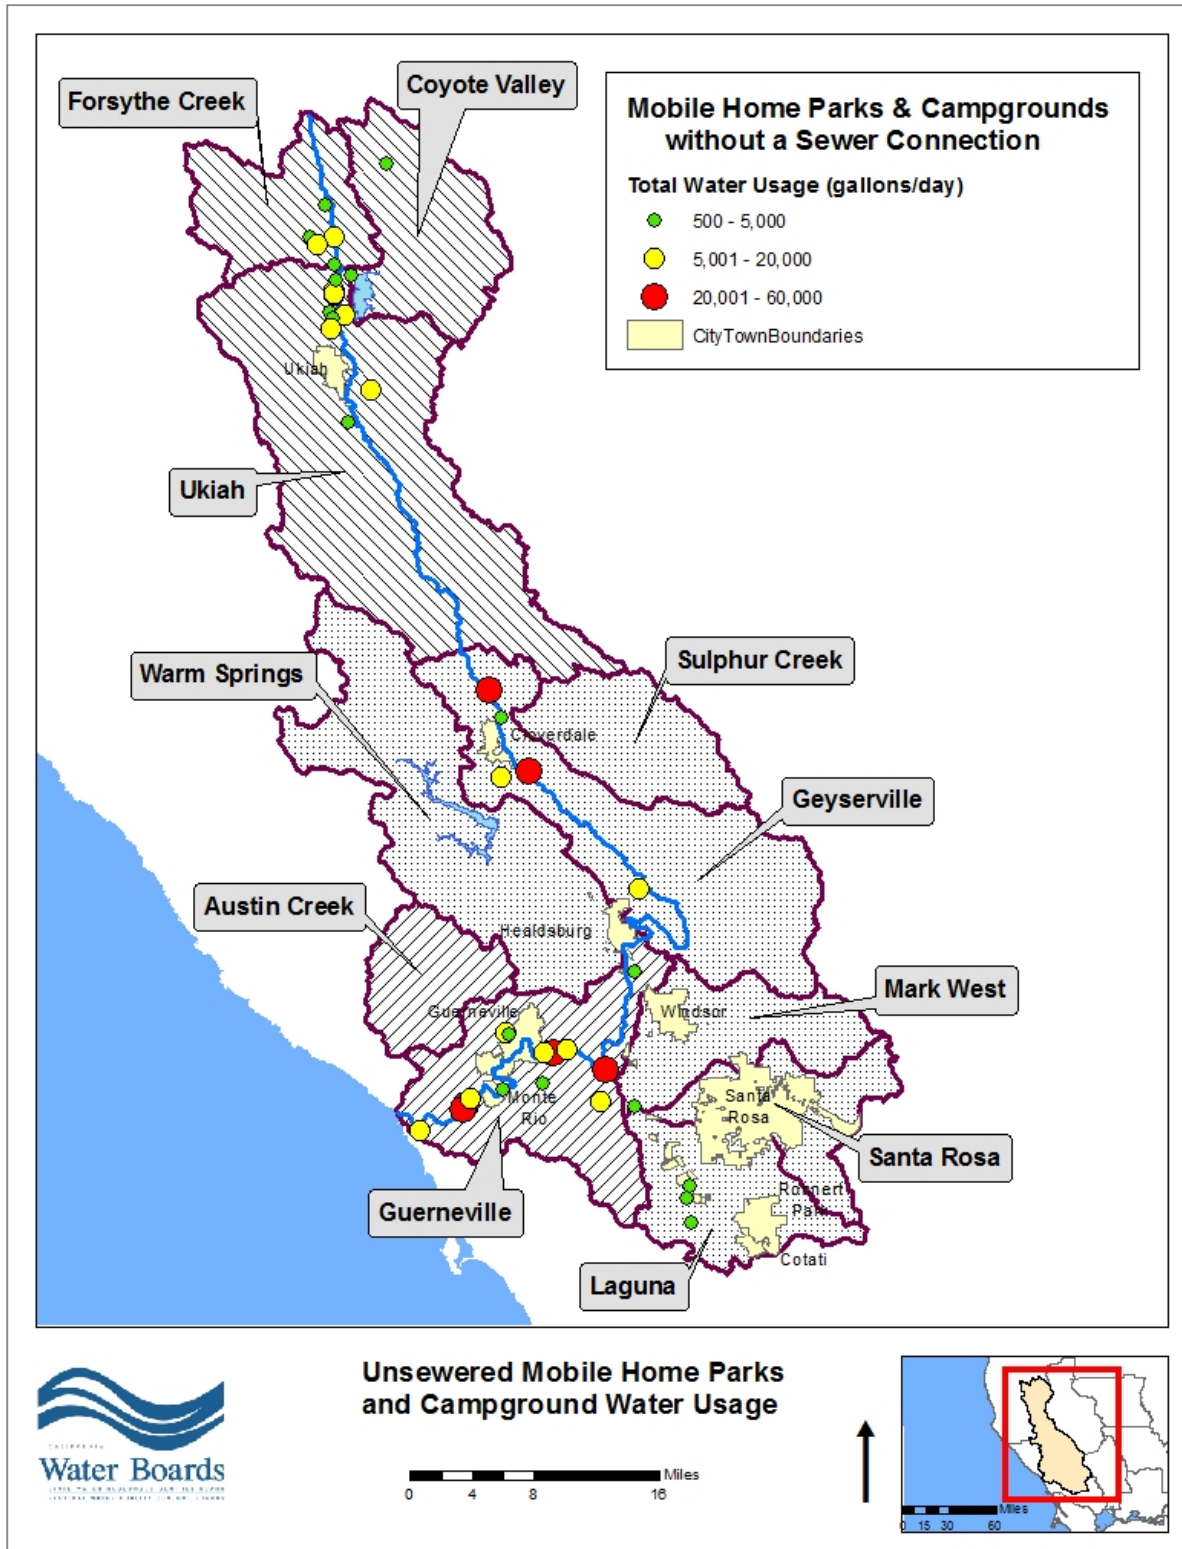 Forsythe Creek
Coyote Valley
Mobile Home Parks & Campgrounds
without a Sewer Connection
Total Water Usage (gallons/day)
500 - 5,000
5,001 - 20,000
20,001 - 60,000
CityTownBoundaries
Ukiah
Ukiah
Warm Springs
Sulphur Creek
Cloverdale
Geyserville
Austin Creek
Healdsburg
Mark West
Guerneville
Windsor
Monte
Rio
Santa
Rosa
Santa Rosa
Rohnert
Park
Guerneville
Cotati
Laguna
Unsewered Mobile Home Parks
and Campground Water Usage
CALIFORNIA
Water Boards
Miles
0 4 8 16
Miles
0 15 30 60